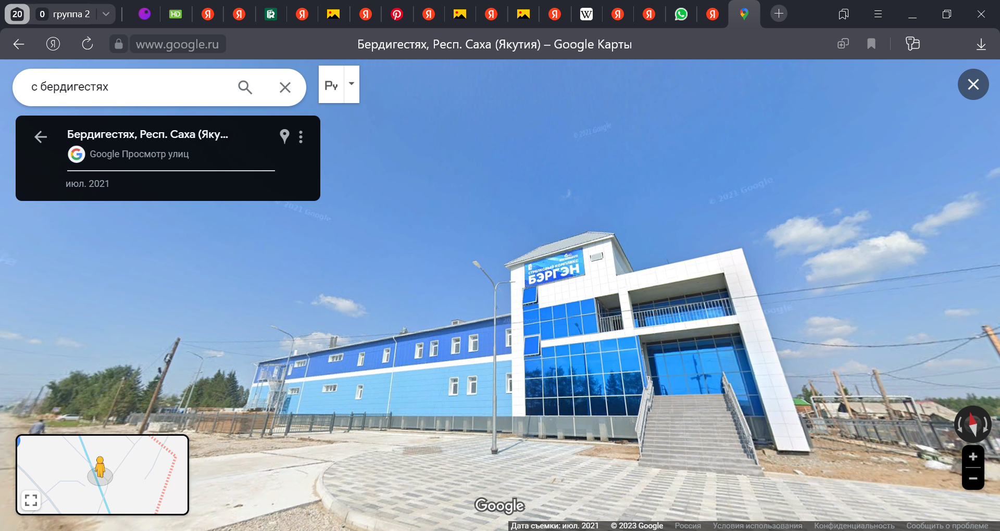 20
0 группа 2
HD
Я
Я
Я
Я
Я
Я
Я
W
Я
Я
Я
Я
www.google.ru
Бердигестях, Респ. Саха (Якутия) – Google Карты
с бердигестях
Ру
Бердигестях, Респ. Саха (Яку...
Google Просмотр улиц
июл. 2021
© 2021 Google
© 2021 Google
2021 Google
СТРЕЛКОВЫЙ КОМПЛЕКС
БЭРГЭН
Google
Дата съемки: июл. 2021 © 2023 Google Россия Условия использования Конфиденциальность Сообщить о проблеме